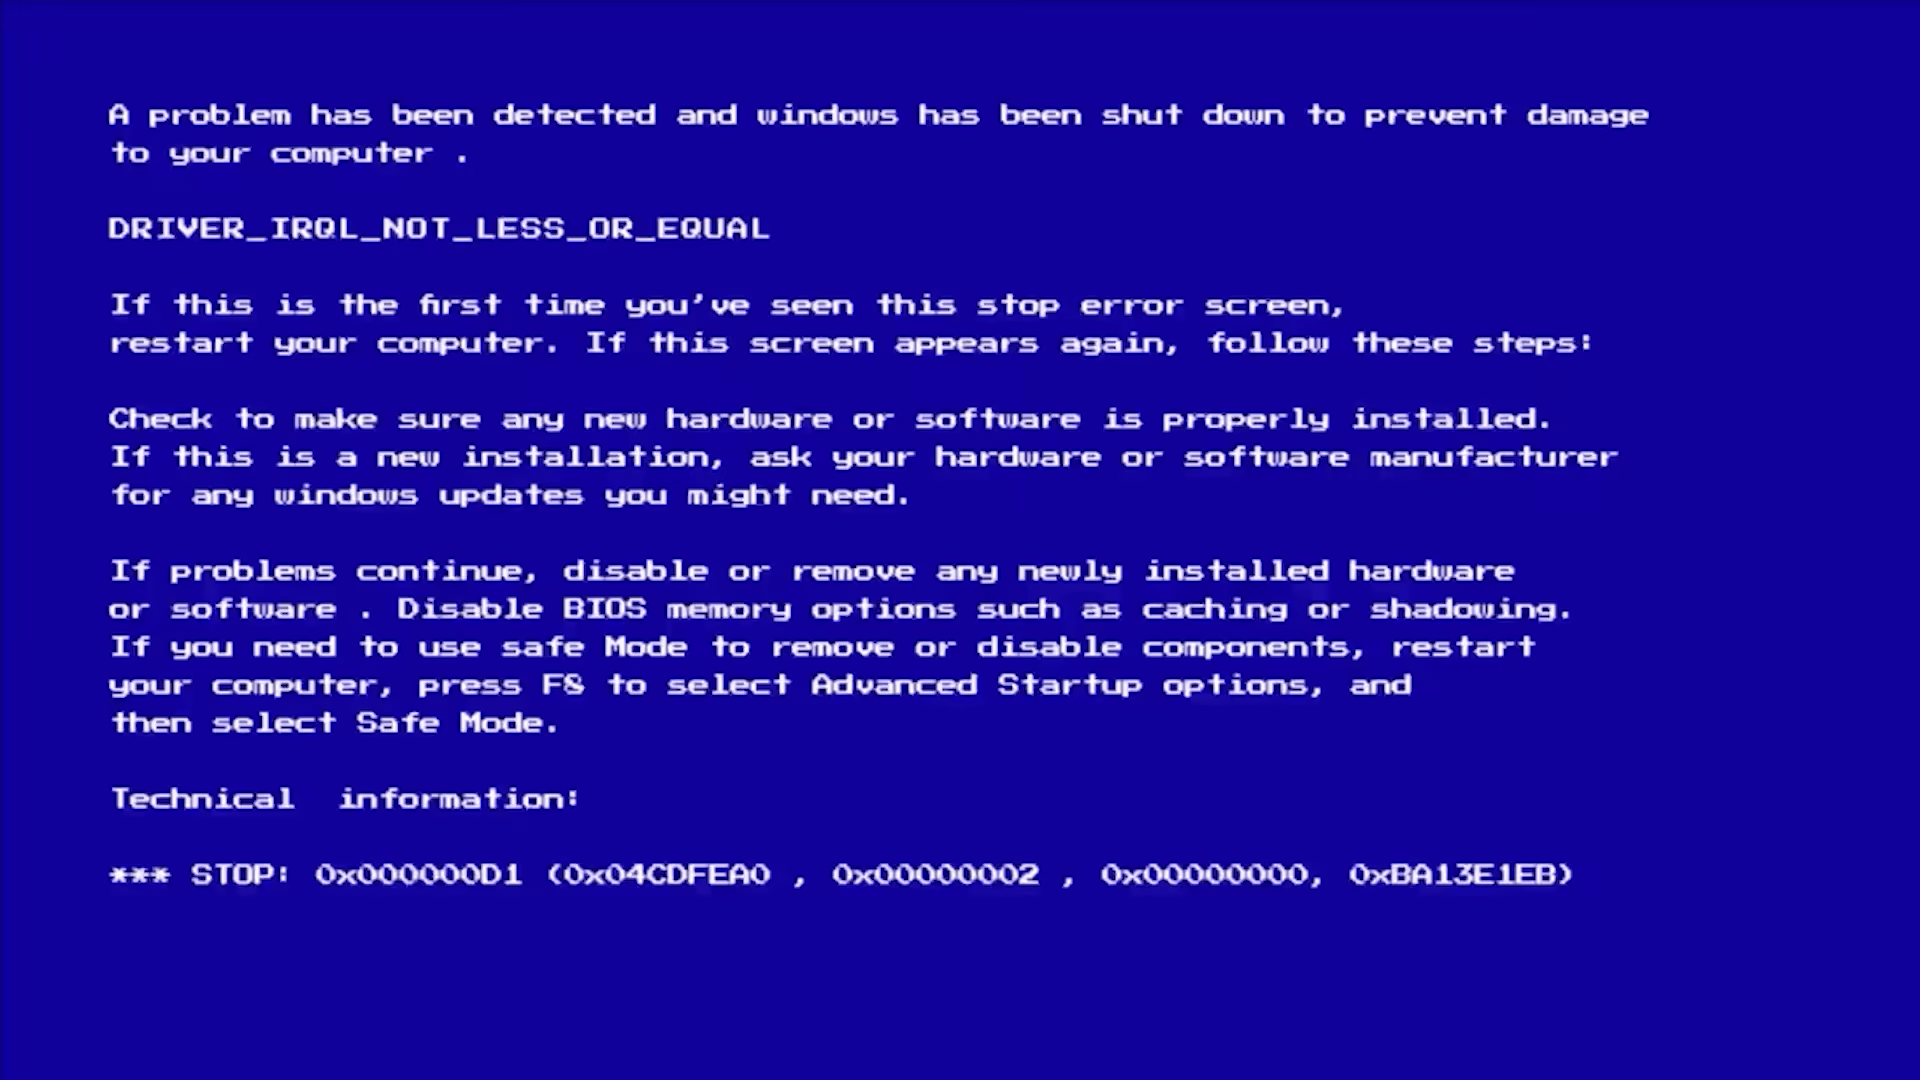 A problem has been detected and windows has been shut down to prevent damage
to your computer .
DRIVER_IRQL_NOT_LESS_OR_EQUAL
If this is the first time you've seen this stop error screen,
restart your computer. If this screen appears again, follow these steps:
Check to make sure any new hardware or software is properly installed.
If this is a new installation, ask your hardware or software manufacturer
for any windows updates you might need.
If problems continue, disable or remove any newly installed hardware
or software . Disable BIOS memory options such as caching or shadowing.
If you need to use safe Mode to remove or disable components, restart
your computer, press F& to select Advanced Startup options, and
then select Safe Mode.
Technical  information:
*** STOP: 0x000000D1 (0x04CDFEA0 , 0x00000002 , 0x00000000, 0xBA13E1EB)